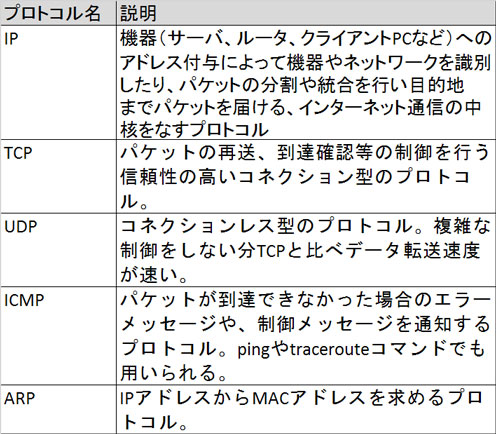 プロトコル名 説明
IP 機器（サーバ、ルータ、クライアントPCなど）への
アドレス付与によって機器やネットワークを識別
したり、パケットの分割や統合を行い目的地
までパケットを届ける、インターネット通信の中
核をなすプロトコル
TCP パケットの再送、到達確認等の制御を行う
信頼性の高いコネクション型のプロトコ
ル。
UDP コネクションレス型のプロトコル。複雑な
制御をしない分TCPと比べデータ転送速度
が速い。
ICMP パケットが到達できなかった場合のエラー
メッセージや、制御メッセージを通知する
プロトコル。pingやtracerouteコマンドでも
用いられる。
ARP IPアドレスからMACアドレスを求めるプロ
トコル。